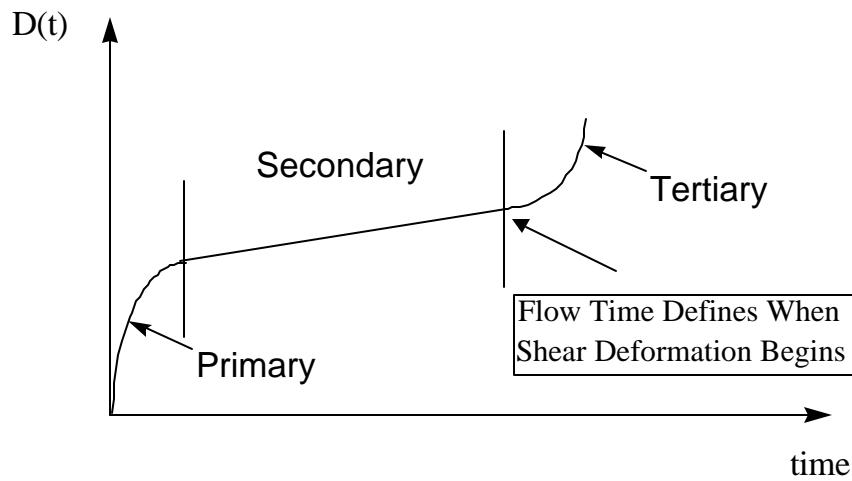 D(t)
Secondary
Tertiary
Flow Time Defines When
Shear Deformation Begins
Primary
time